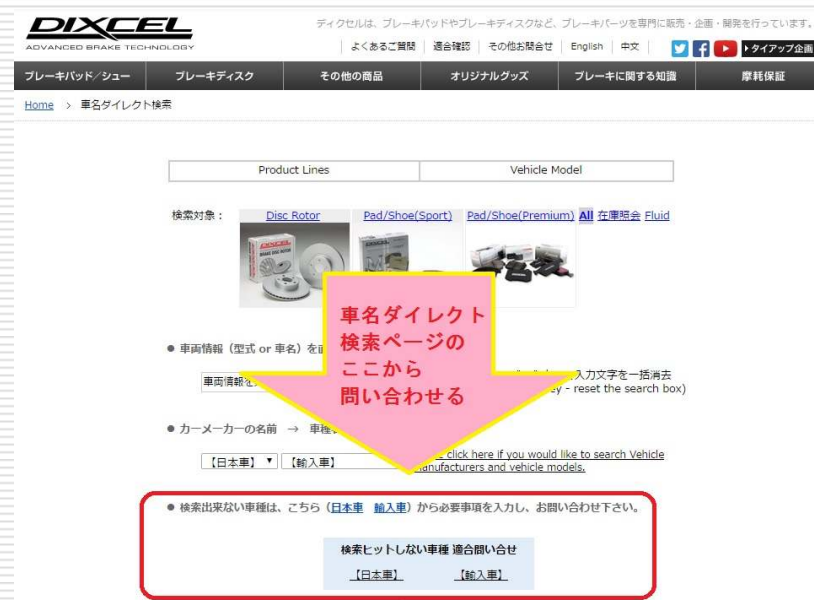 DIXCEL
ADVANCED BRAKE TECHNOLOGY
ディクセルは、ブレーキパッドやブレーキディスクなど、ブレーキパーツを専門に販売・企画・開発を行っています。
よくあるご質問 適合確認 その他お問合せ English 中文 タイアップ企画
ブレーキパッド/シュー ブレーキディスク その他の商品 オリジナルグッズ ブレーキに関する知識 摩耗保証
Home > 車名ダイレクト検索
Product Lines Vehicle Model
検索対象: Disc Rotor Pad/Shoe(Sport) Pad/Shoe(Premium) All 在庫照会 Fluid
DIXCEL
車名ダイレクト
検索ページの
ここから
問い合わせる
● 車両情報(型式 or 車名)を
車両情報を 入力文字を一括消去
- reset the search box)
● カーメーカーの名前 → 車種
【日本車】 ▼ 【輸入車】 click here if you would like to search Vehicle
manufacturers and vehicle models.
● 検索出来ない車種は、こちら(日本車 輸入車)から必要事項を入力し、お問い合わせ下さい。
検索ヒットしない車種 適合問い合せ
【日本車】 【輸入車】